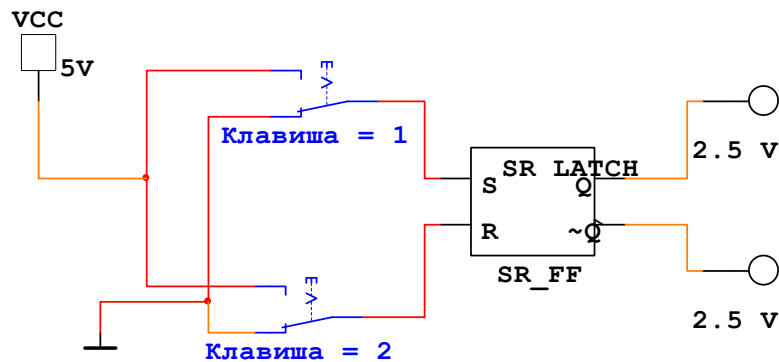 VCC
5V
Клавиша = 1
SR LATCH
S
Q
R
~Q
SR_FF
2.5 V
Клавиша = 2
2.5 V